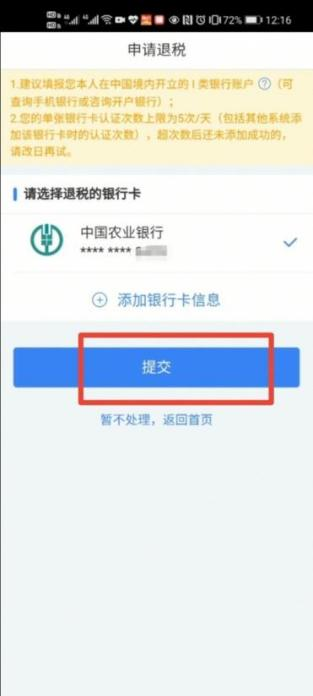 72% 12:16
申请退税
1.建议填报您本人在中国境内开立的Ⅰ类银行账户?（可
查询手机银行或咨询开户银行）；
2.您的单张银行卡认证次数上限为5次/天（包括其他系统添
加该银行卡时的认证次数），超次数后还未添加成功的，
请改日再试。
请选择退税的银行卡
中国农业银行
**** ****
添加银行卡信息
提交
暂不处理，返回首页